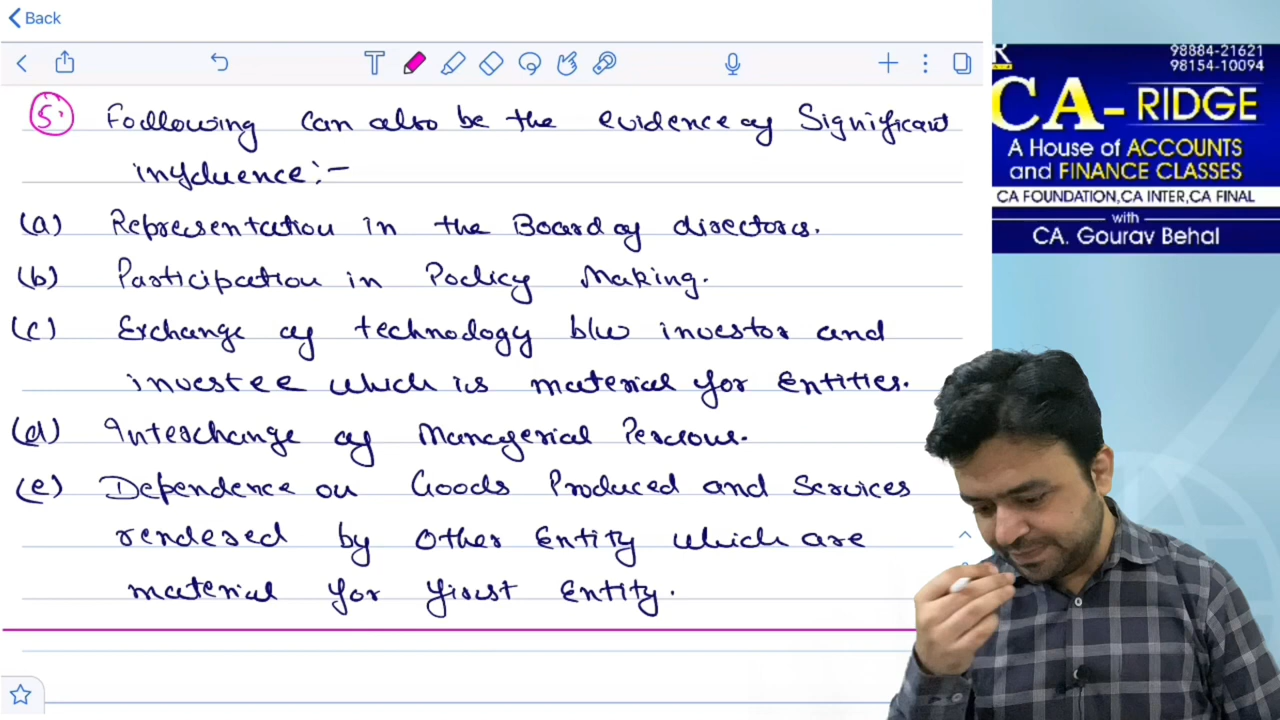 Back
5. Following can also be the evidence of Significant
influence:-
(a) Representation in the Board of directors.
(b) Participation in Policy Making.
(c) Exchange of technology b/w investor and
investee which is material for Entities.
(d) Interchange of Managerial Persons.
(e) Dependence on Goods Produced and Services
rendered by Other Entity which are
material for first Entity.
R
98884-21621
98154-10094
CA-RIDGE
A House of ACCOUNTS
and FINANCE CLASSES
CA FOUNDATION,CA INTER,CA FINAL
with
CA. Gourav Behal